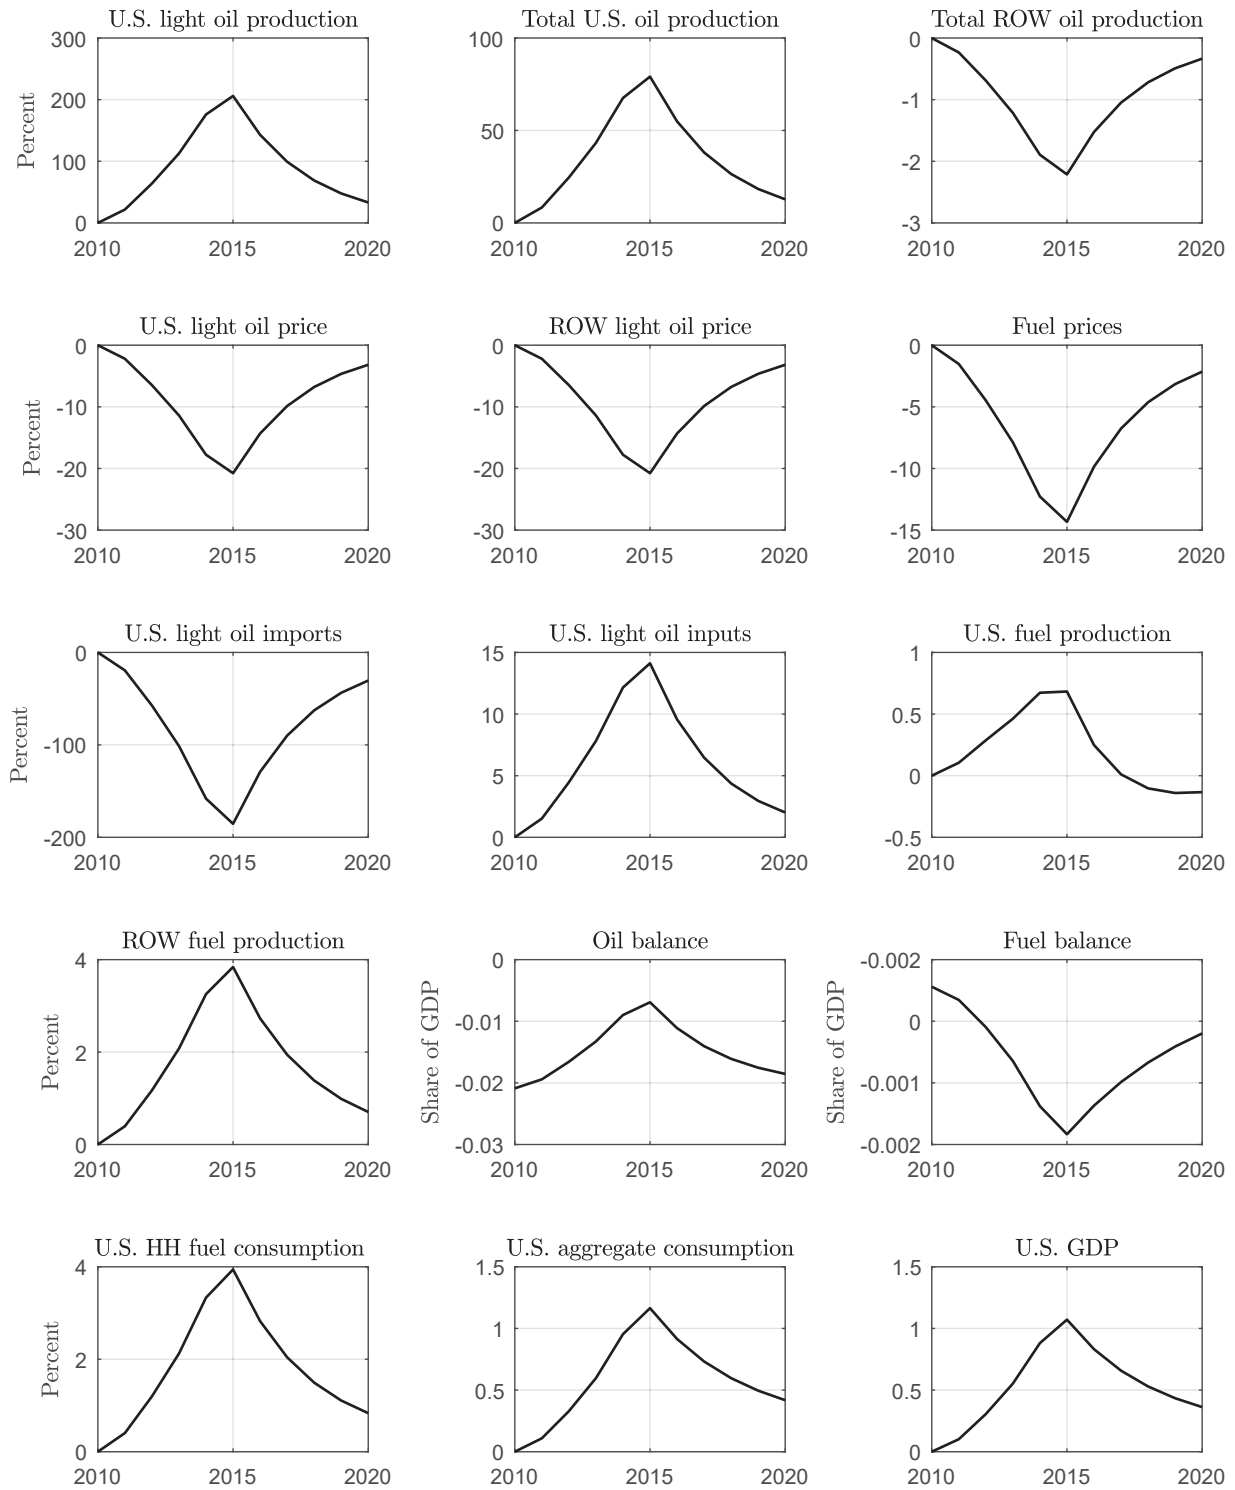 U.S. light oil production
Total U.S. oil production
Total ROW oil production
Percent
300
200
100
0
2010 2015 2020
100
50
0
2010 2015 2020
0
-1
-2
-3
2010 2015 2020
U.S. light oil price
ROW light oil price
Fuel prices
Percent
0
-10
-20
-30
2010 2015 2020
0
-10
-20
-30
2010 2015 2020
0
-5
-10
-15
2010 2015 2020
U.S. light oil imports
U.S. light oil inputs
U.S. fuel production
Percent
0
-100
-200
2010 2015 2020
15
10
5
0
2010 2015 2020
1
0.5
0
-0.5
2010 2015 2020
ROW fuel production
Oil balance
Fuel balance
Percent
4
2
0
2010 2015 2020
Share of GDP
0
-0.01
-0.02
-0.03
2010 2015 2020
Share of GDP
-0.002
0
-0.001
-0.002
2010 2015 2020
U.S. HH fuel consumption
U.S. aggregate consumption
U.S. GDP
Percent
4
2
0
2010 2015 2020
1.5
1
0.5
0
2010 2015 2020
1.5
1
0.5
0
2010 2015 2020